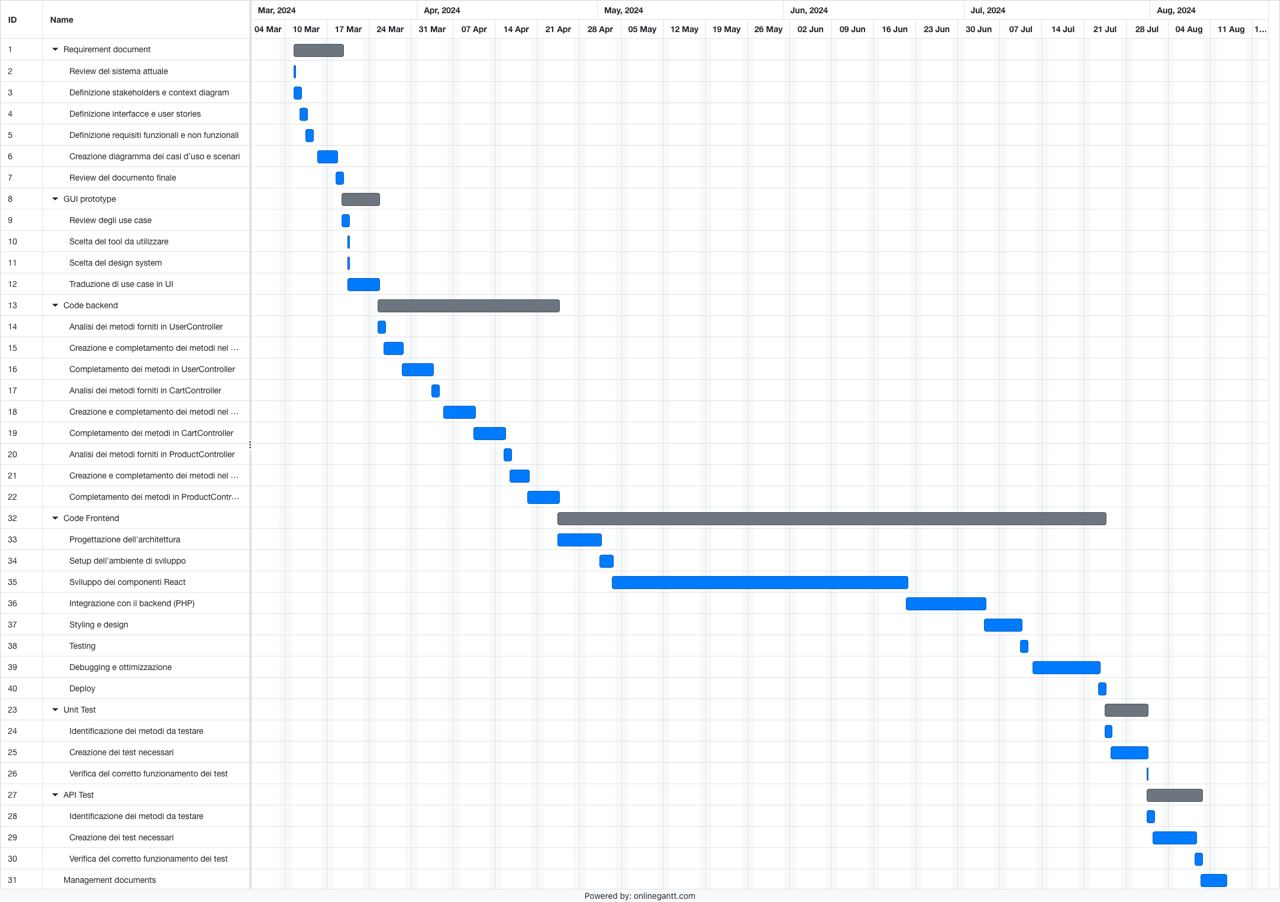 ID Name Mar, 2024 Apr, 2024 May, 2024 Jun, 2024 Jul, 2024 Aug, 2024
04 Mar 10 Mar 17 Mar 24 Mar 31 Mar 07 Apr 14 Apr 21 Apr 28 Apr 05 May 12 May 19 May 26 May 02 Jun 09 Jun 16 Jun 23 Jun 30 Jun 07 Jul 14 Jul 21 Jul 28 Jul 04 Aug 11 Aug 1...
1 Requirement document
2 Review del sistema attuale
3 Definizione stakeholders e context diagram
4 Definizione interfacce e user stories
5 Definizione requisiti funzionali e non funzionali
6 Creazione diagramma dei casi d'uso e scenari
7 Review del documento finale
8 GUI prototype
9 Review degli use case
10 Scelta del tool da utilizzare
11 Scelta del design system
12 Traduzione di use case in UI
13 Code backend
14 Analisi dei metodi forniti in UserController
15 Creazione e completamento dei metodi nel ...
16 Completamento dei metodi in UserController
17 Analisi dei metodi forniti in CartController
18 Creazione e completamento dei metodi nel ...
19 Completamento dei metodi in CartController
20 Analisi dei metodi forniti in ProductController
21 Creazione e completamento dei metodi nel ...
22 Completamento dei metodi in ProductContr...
32 Code Frontend
33 Progettazione dell'architettura
34 Setup dell'ambiente di sviluppo
35 Sviluppo dei componenti React
36 Integrazione con il backend (PHP)
37 Styling e design
38 Testing
39 Debugging e ottimizzazione
40 Deploy
23 Unit Test
24 Identificazione dei metodi da testare
25 Creazione dei test necessari
26 Verifica del corretto funzionamento dei test
27 API Test
28 Identificazione dei metodi da testare
29 Creazione dei test necessari
30 Verifica del corretto funzionamento dei test
31 Management documents
Powered by: onlinegantt.com